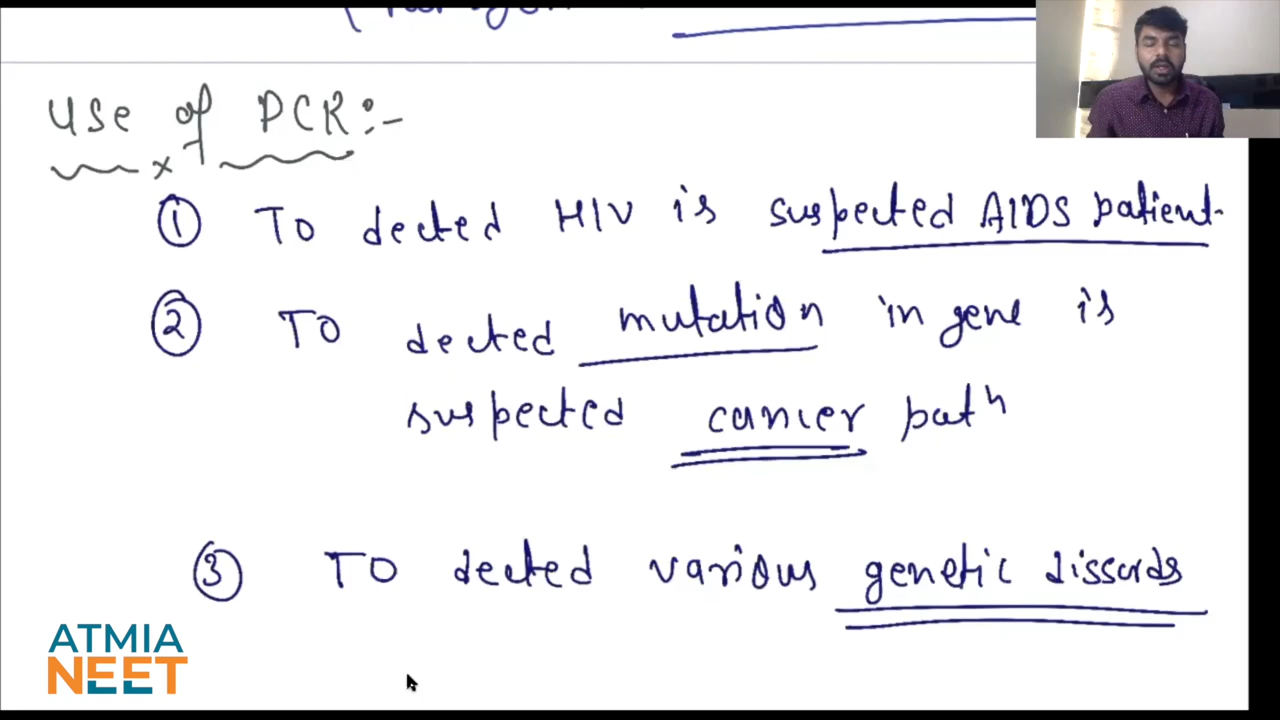 Use of PCR:-
① To dected HIV is suspected AIDS patient.
② To dected mutation in gene is
suspected cancer patⁿ
③ To dected various genetic dissords
ATMIA
NEET